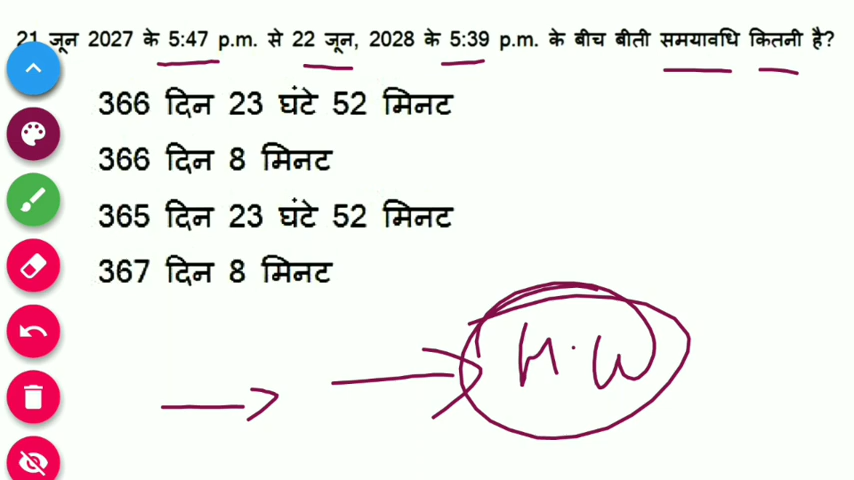 21 जून 2027 के 5:47 p.m. से 22 जून, 2028 के 5:39 p.m. के बीच बीती समयावधि कितनी है?
366 दिन 23 घंटे 52 मिनट
366 दिन 8 मिनट
365 दिन 23 घंटे 52 मिनट
367 दिन 8 मिनट
H.W